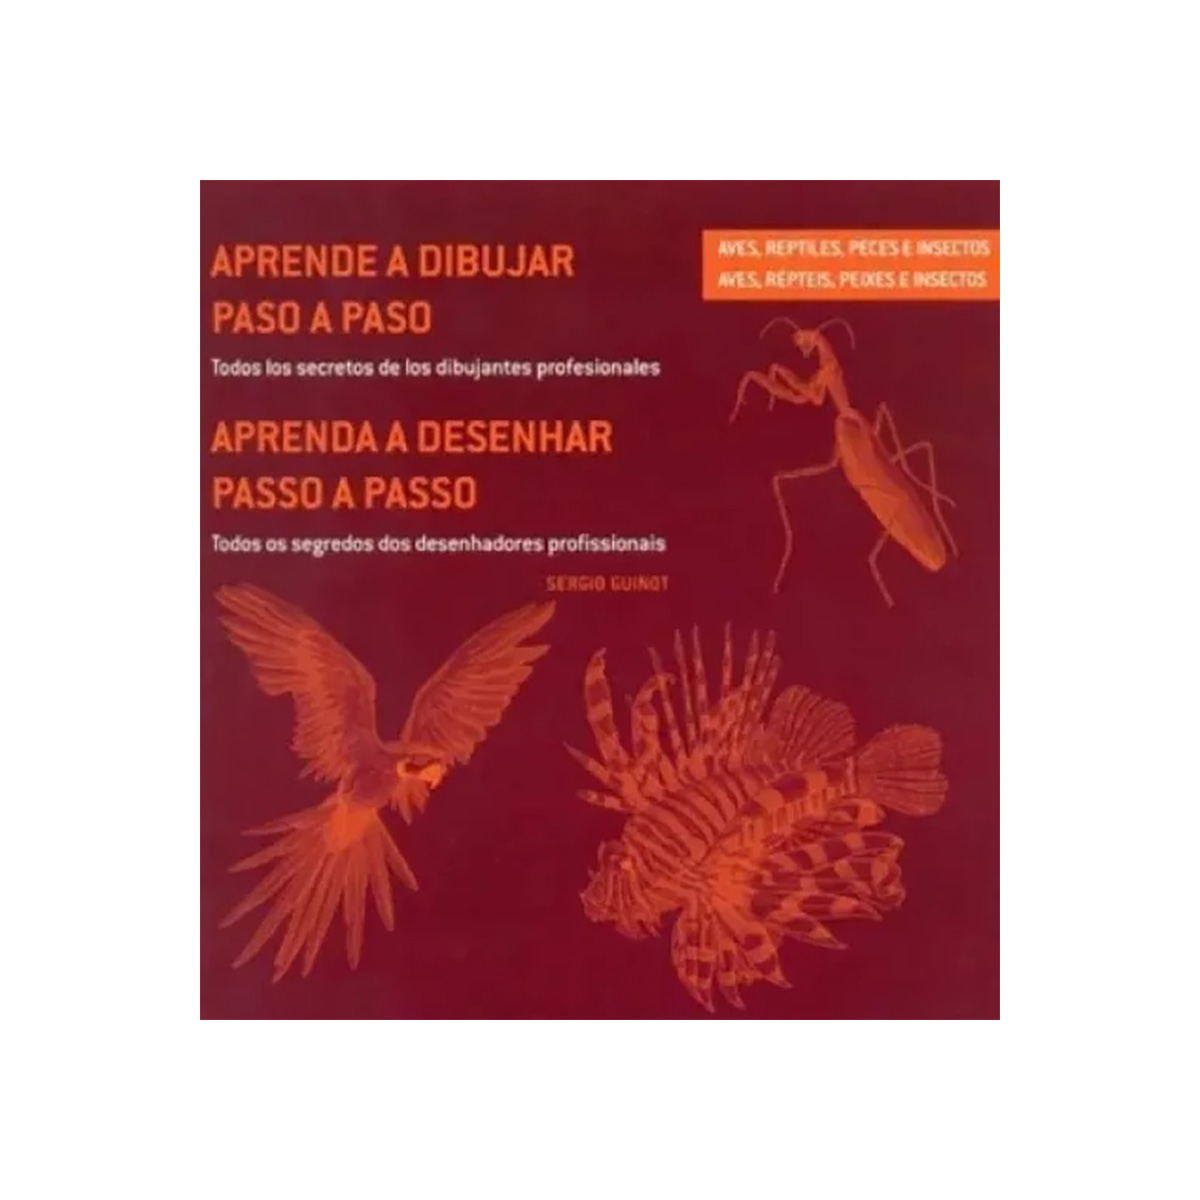 APRENDE A DIBUJAR
PASO A PASO
Todos los secretos de los dibujantes profesionales
APRENDA A DESENHAR
PASSO A PASSO
Todos os segredos dos desenhadores profissionais
SERGIO GUINOT
AVES, REPTILES, PECES E INSECTOS
AVES, RÉPTEIS, PEIXES E INSECTOS